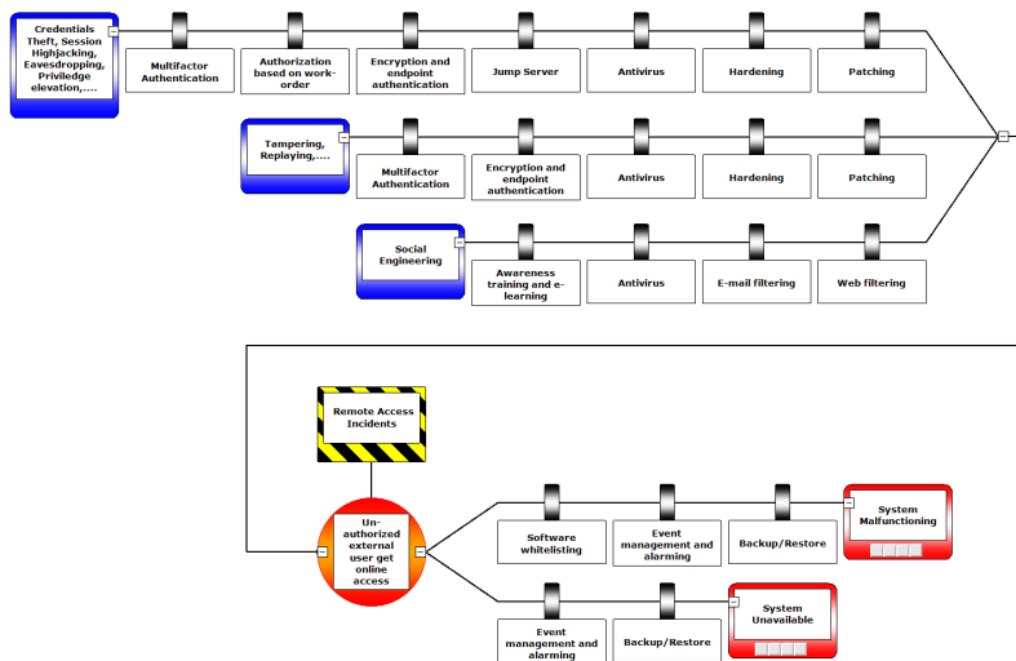 Credentials
Theft, Session
Highjacking,
Eavesdropping,
Priviledge
elevation,....
Multifactor
Authentication
Authorization
based on work-
order
Encryption and
endpoint
authentication
Jump Server
Antivirus
Hardening
Patching
Tampering,
Replaying,....
Multifactor
Authentication
Encryption and
endpoint
authentication
Antivirus
Hardening
Patching
Social
Engineering
Awareness
training and e-
learning
Antivirus
E-mail filtering
Web filtering
Remote Access
Incidents
Un-
authorized
external
user get
online
access
Software
whitelisting
Event
management and
alarming
Backup/Restore
System
Malfunctioning
Event
management and
alarming
Backup/Restore
System
Unavailable